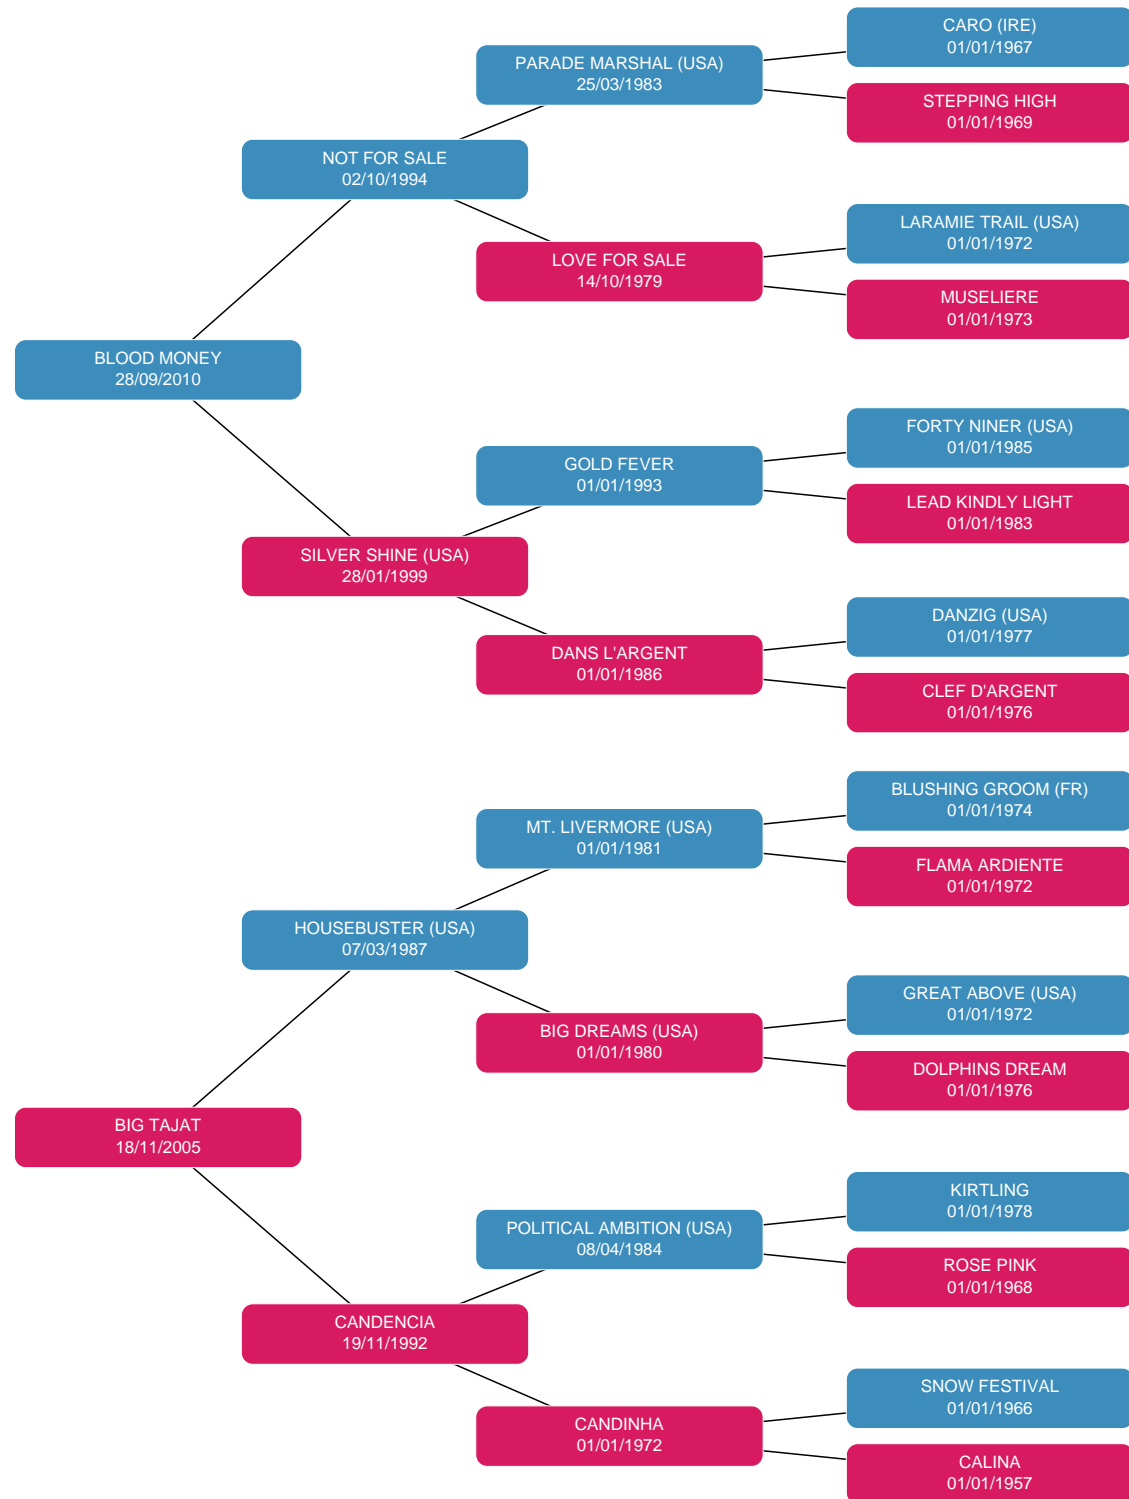 CARO (IRE)
01/01/1967
PARADE MARSHAL (USA)
25/03/1983
STEPPING HIGH
01/01/1969
NOT FOR SALE
02/10/1994
LARAMIE TRAIL (USA)
01/01/1972
LOVE FOR SALE
14/10/1979
MUSELIERE
01/01/1973
BLOOD MONEY
28/09/2010
FORTY NINER (USA)
01/01/1985
GOLD FEVER
01/01/1993
LEAD KINDLY LIGHT
01/01/1983
SILVER SHINE (USA)
28/01/1999
DANZIG (USA)
01/01/1977
DANS L'ARGENT
01/01/1986
CLEF D'ARGENT
01/01/1976
BLUSHING GROOM (FR)
01/01/1974
MT. LIVERMORE (USA)
01/01/1981
FLAMA ARDIENTE
01/01/1972
HOUSEBUSTER (USA)
07/03/1987
GREAT ABOVE (USA)
01/01/1972
BIG DREAMS (USA)
01/01/1980
DOLPHINS DREAM
01/01/1976
BIG TAJAT
18/11/2005
KIRTLING
01/01/1978
POLITICAL AMBITION (USA)
08/04/1984
ROSE PINK
01/01/1968
CANDENCIA
19/11/1992
SNOW FESTIVAL
01/01/1966
CANDINHA
01/01/1972
CALINA
01/01/1957